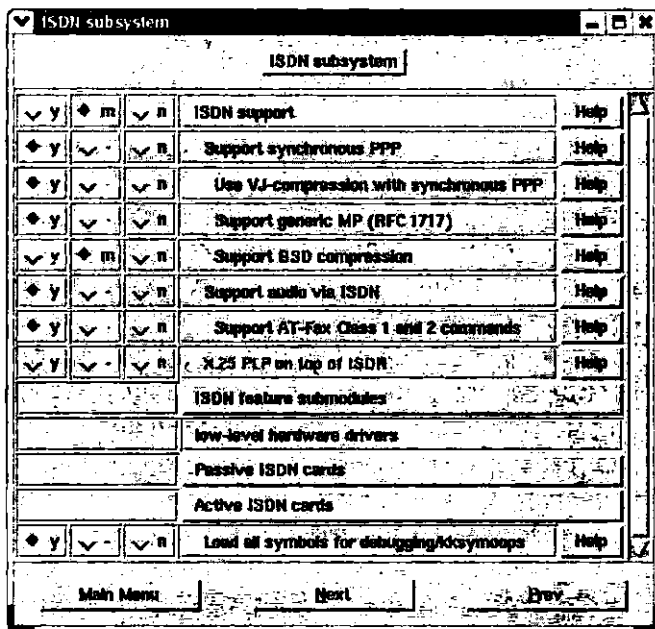 ISDN subsystem
ISDN subsystem
y m n ISDN support Help
y - n Support synchronous PPP Help
y - n Use VJ-compression with synchronous PPP Help
y - n Support generic MP (RFC 1717) Help
y m n Support BSD compression Help
y - n Support audio via ISDN Help
y - n Support AT-Fax Class 1 and 2 commands Help
y - n X.25 PLP on top of ISDN Help
ISDN feature submodules
low-level hardware drivers
Passive ISDN cards
Active ISDN cards
y - n Load all symbols for debugging/kksymoops Help
Main Menu Next Prev